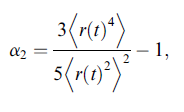 α₂ = 3⟨r(t)⁴⟩ / 5⟨r(t)²⟩² − 1,